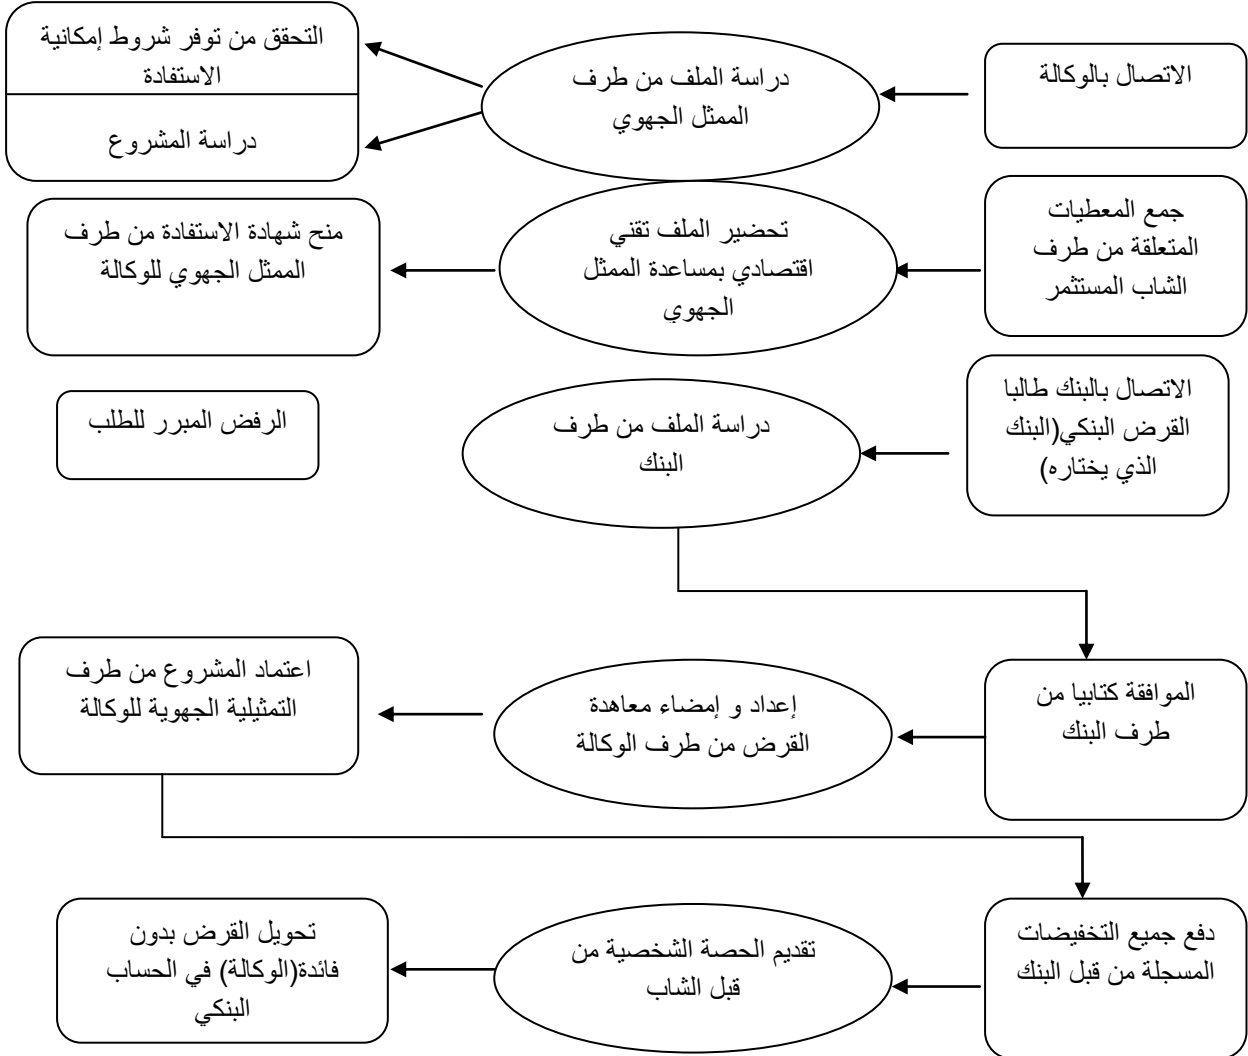 الاتصال بالوكالة
دراسة الملف من طرف
الممثل الجهوي
التحقق من توفر شروط إمكانية
الاستفادة
دراسة المشروع
جمع المعطيات
المتعلقة من طرف
الشاب المستثمر
تحضير الملف تقني
اقتصادي بمساعدة الممثل
الجهوي
منح شهادة الاستفادة من طرف
الممثل الجهوي للوكالة
الاتصال بالبنك طالبا
القرض البنكي(البنك
الذي يختاره)
دراسة الملف من طرف
البنك
الرفض المبرر للطلب
الموافقة كتابيا من
طرف البنك
إعداد و إمضاء معاهدة
القرض من طرف الوكالة
اعتماد المشروع من طرف
التمثيلية الجهوية للوكالة
دفع جميع التخفيضات
المسجلة من قبل البنك
تقديم الحصة الشخصية من
قبل الشاب
تحويل القرض بدون
فائدة(الوكالة) في الحساب
البنكي